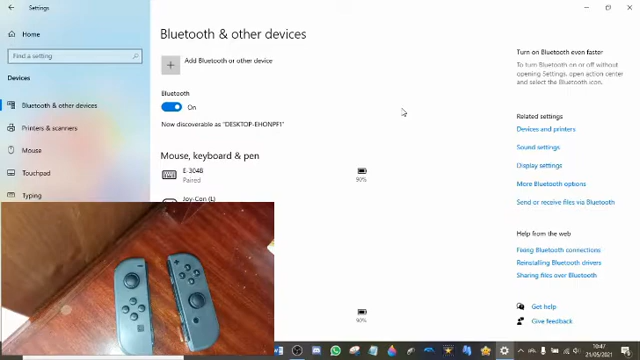 Settings
Home
Find a setting
Devices
Bluetooth & other devices
Printers & scanners
Mouse
Touchpad
Typing
Bluetooth & other devices
Add Bluetooth or other device
Bluetooth
On
Now discoverable as "DESKTOP-EHONPF1"
Mouse, keyboard & pen
E-3048
Paired
90%
Joy-Con (L)
90%
Turn on Bluetooth even faster
To turn Bluetooth on or off without
opening Settings, open action center
and select the Bluetooth icon.
Related settings
Devices and printers
Sound settings
Display settings
More Bluetooth options
Send or receive files via Bluetooth
Help from the web
Fixing Bluetooth connections
Reinstalling Bluetooth drivers
Sharing files over Bluetooth
Get help
Give feedback
10:47
21/05/2021